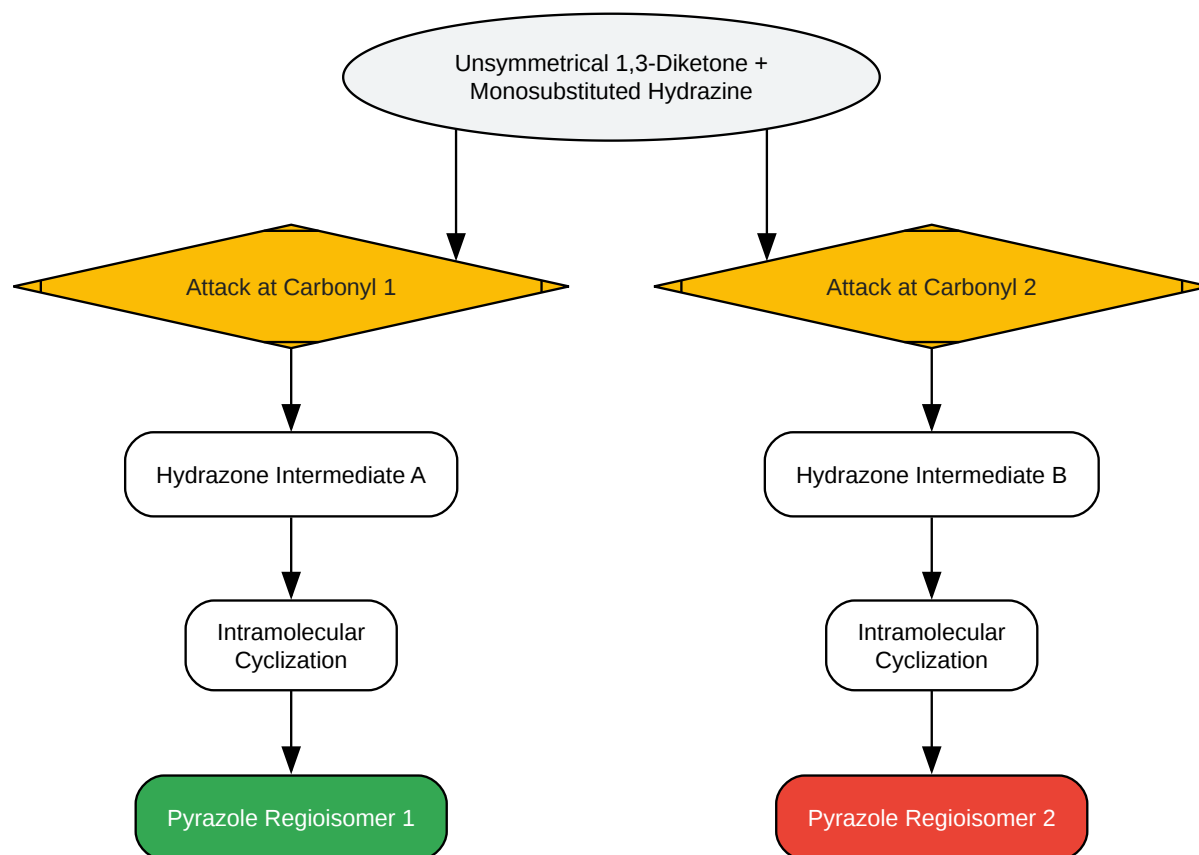 Unsymmetrical 1,3-Diketone +
Monosubstituted Hydrazine
Attack at Carbonyl 1
Attack at Carbonyl 2
Hydrazone Intermediate A
Hydrazone Intermediate B
Intramolecular
Cyclization
Intramolecular
Cyclization
Pyrazole Regioisomer 1
Pyrazole Regioisomer 2